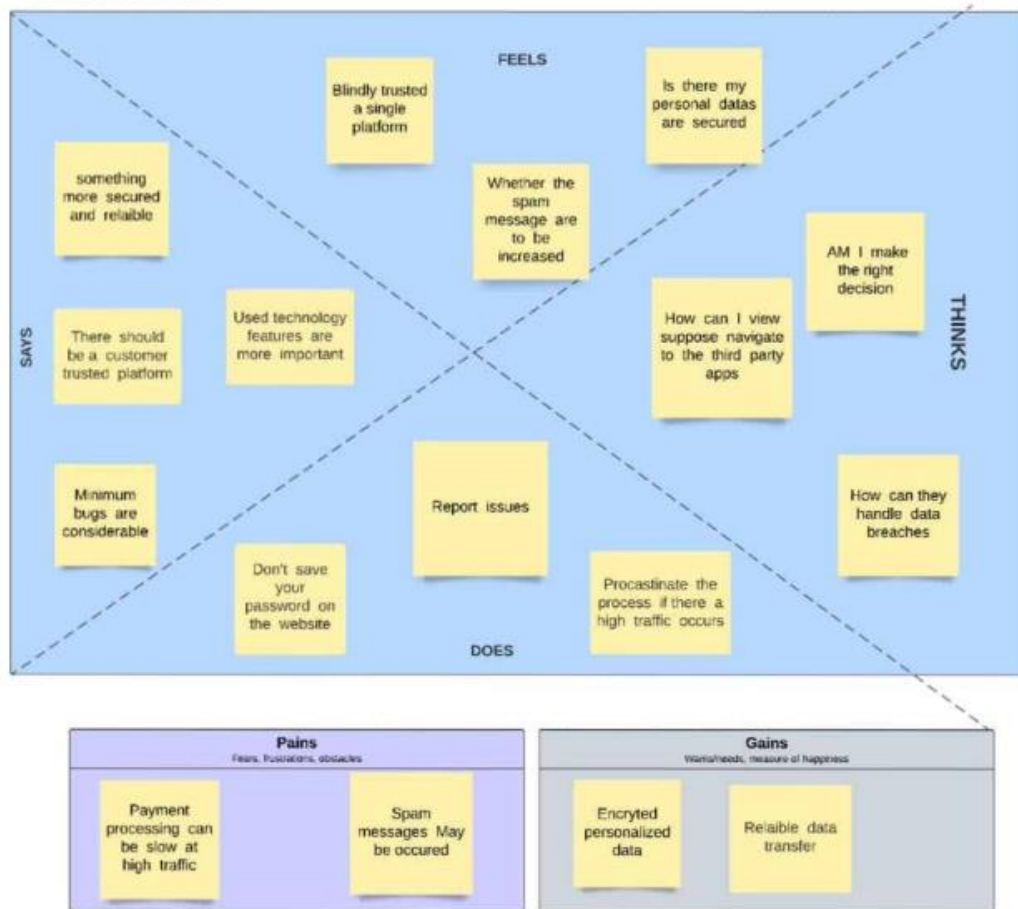 FEELS
Blindly trusted
a single
platform
Is there my
personal datas
are secured
Whether the
spam
message are
to be
increased
SAYS
something
more secured
and relaible
There should
be a customer
trusted platform
Used technology
features are
more important
Minimum
bugs are
considerable
THINKS
AM I make
the right
decision
How can I view
suppose navigate
to the third party
apps
How can they
handle data
breaches
Report issues
Don't save
your
password on
the website
Procastinate the
process if there a
high traffic occurs
DOES
Pains
Fears, frustrations, obstacles
Payment
processing can
be slow at
high traffic
Spam
messages May
be occured
Gains
Wants/needs, measure of happiness
Encryted
personalized
data
Relaible data
transfer